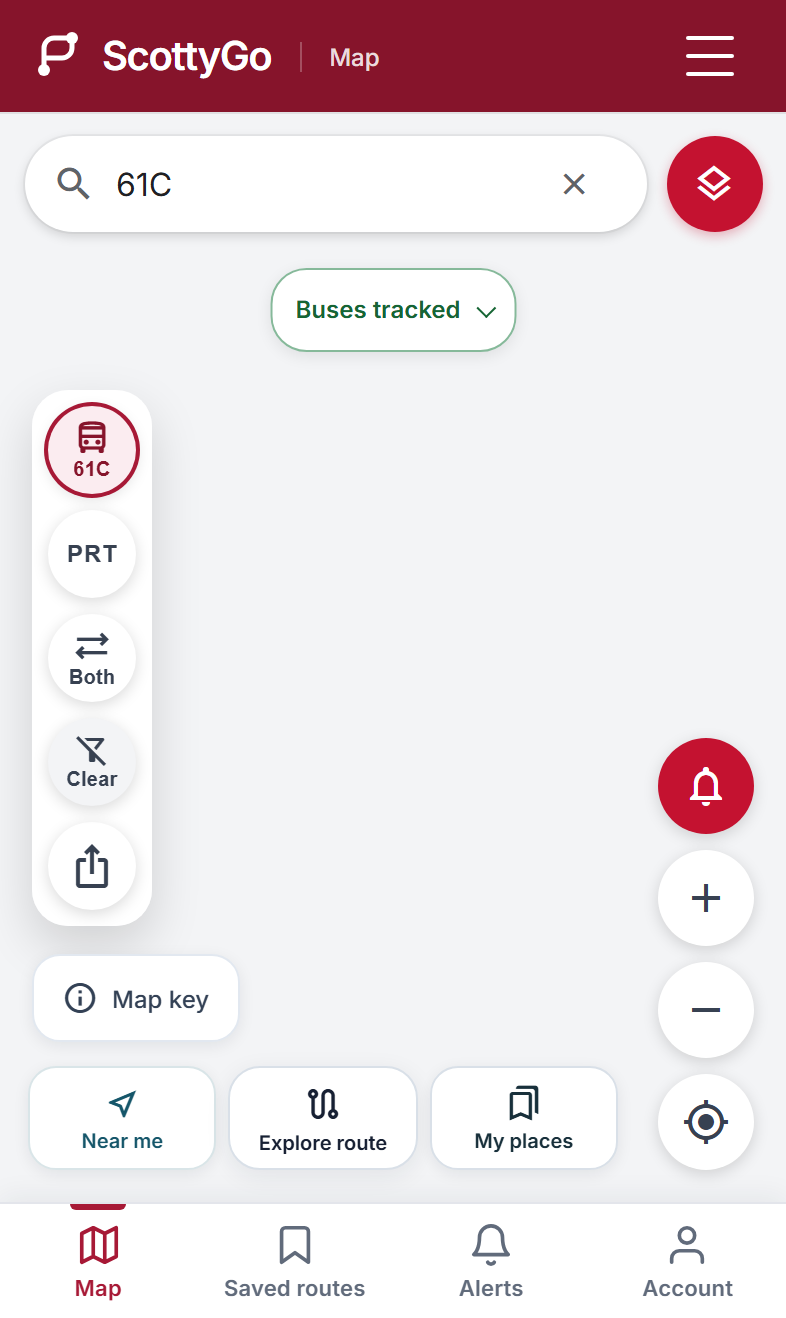 ScottyGo
Map
61C
Buses tracked
61C
PRT
Both
Clear
Map key
Near me
Explore route
My places
Map
Saved routes
Alerts
Account